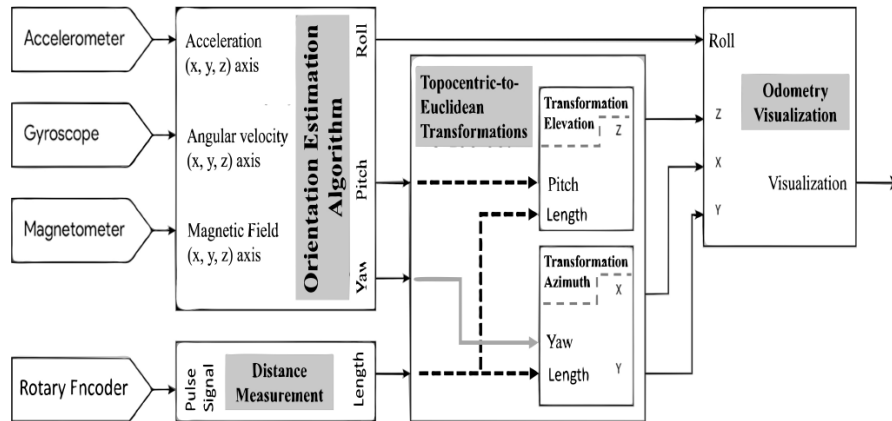 Accelerometer
Gyroscope
Magnetometer
Rotary Fncoder
Acceleration
(x, y, z) axis
Angular velocity
(x, y, z) axis
Magnetic Field
(x, y, z) axis
Orientation Estimation
Algorithm
Roll
Pitch
Yaw
Pulse
Signal
Distance
Measurement
Length
Topocentric-to-
Euclidean
Transformations
Transformation
Elevation
Z
Pitch
Length
Transformation
Azimuth
X
Yaw
Length
Y
Roll
Odometry
Visualization
Z
X
Y
Visualization